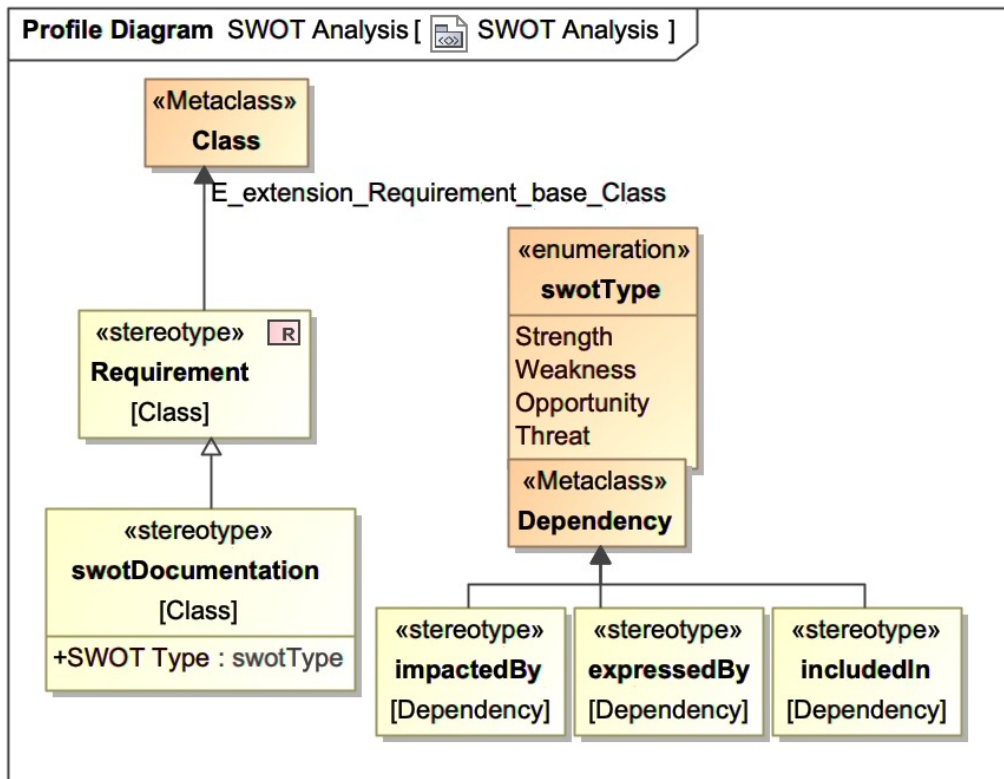 Profile Diagram SWOT Analysis [ SWOT Analysis ]
«Metaclass»
Class
E_extension_Requirement_base_Class
«stereotype» R
Requirement
[Class]
«stereotype»
swotDocumentation
[Class]
+SWOT Type : swotType
«enumeration»
swotType
Strength
Weakness
Opportunity
Threat
«Metaclass»
Dependency
«stereotype»
impactedBy
[Dependency]
«stereotype»
expressedBy
[Dependency]
«stereotype»
includedIn
[Dependency]